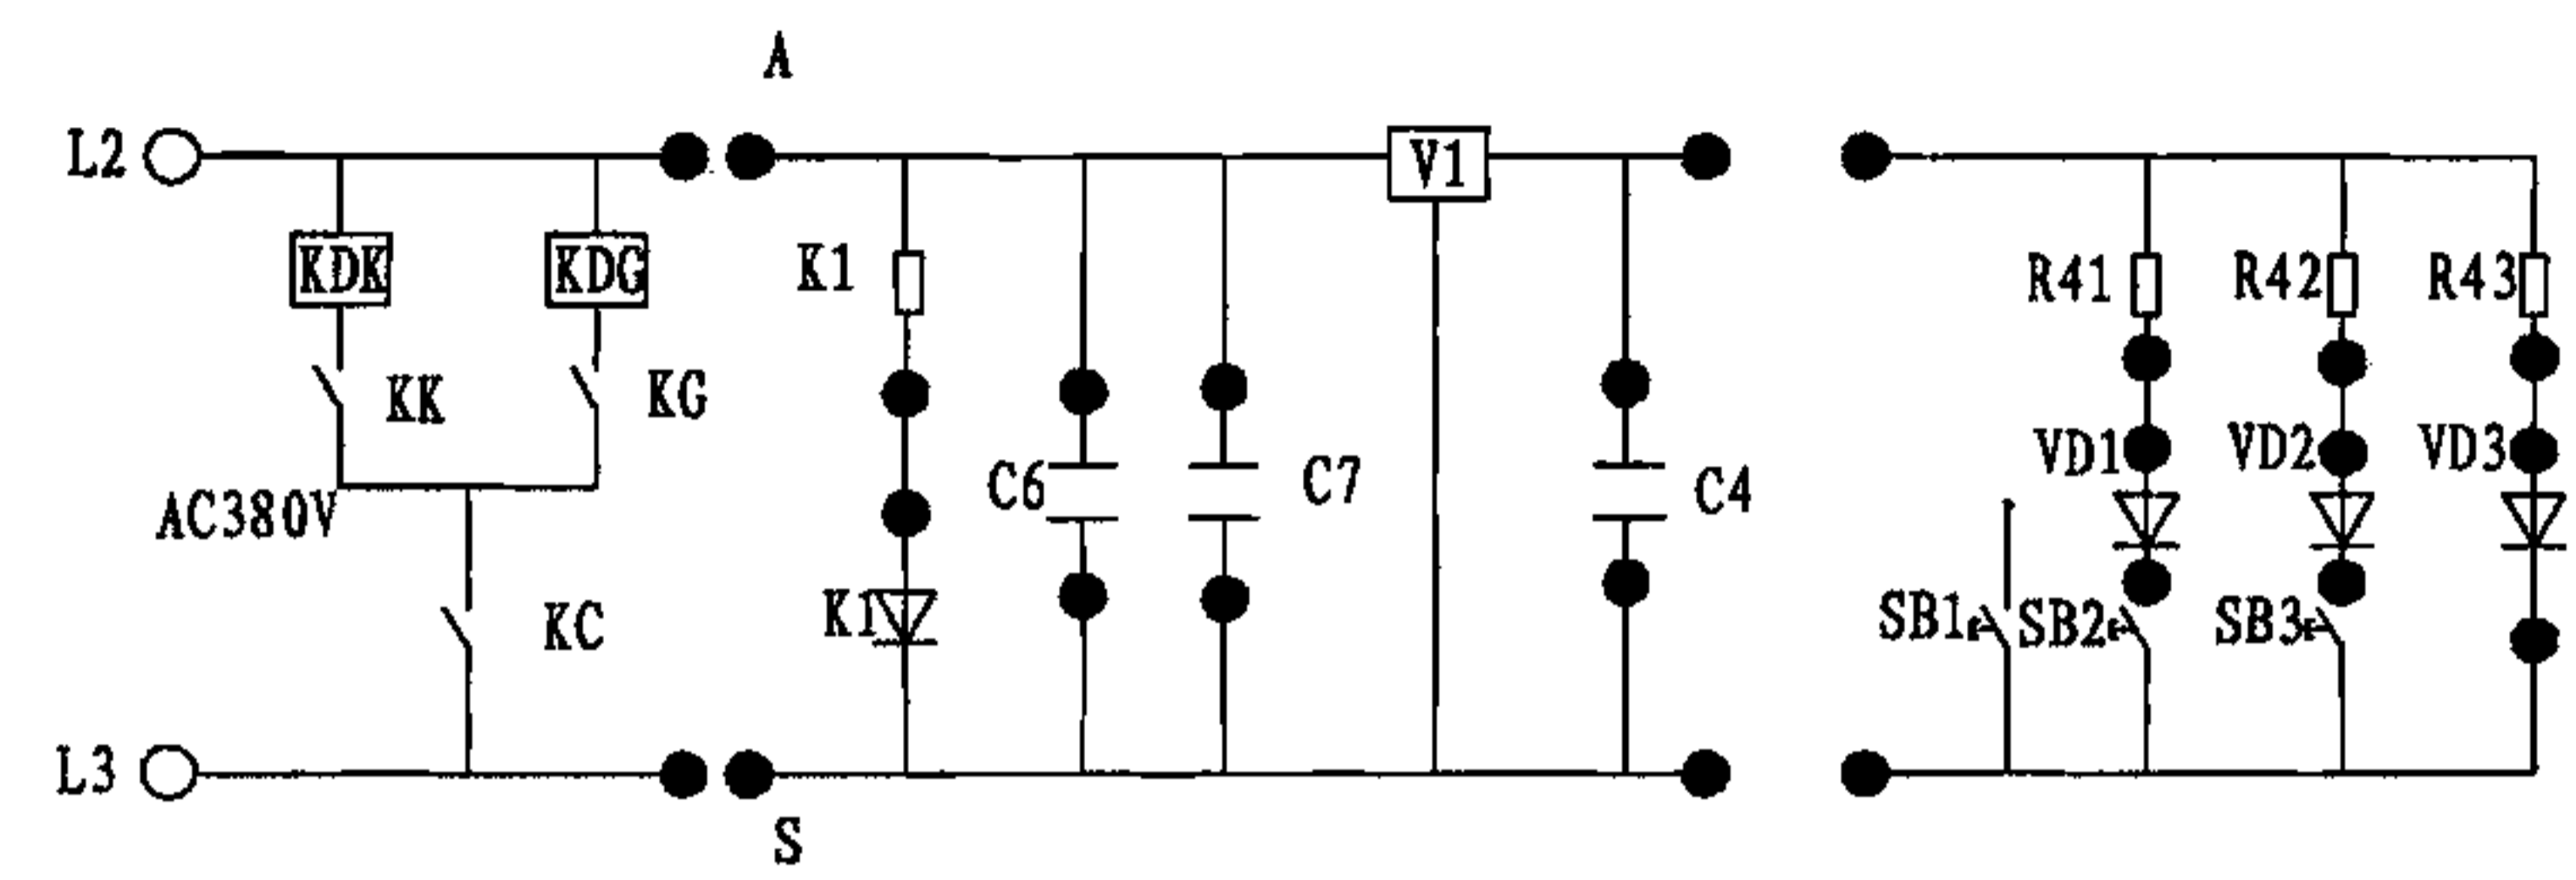 A
L2
V1
KDK
KDG
K1
R41
R42
R43
KK
KG
VD1
VD2
VD3
C6
C7
C4
AC380V
K1
KC
SB1
SB2
SB3
L3
S